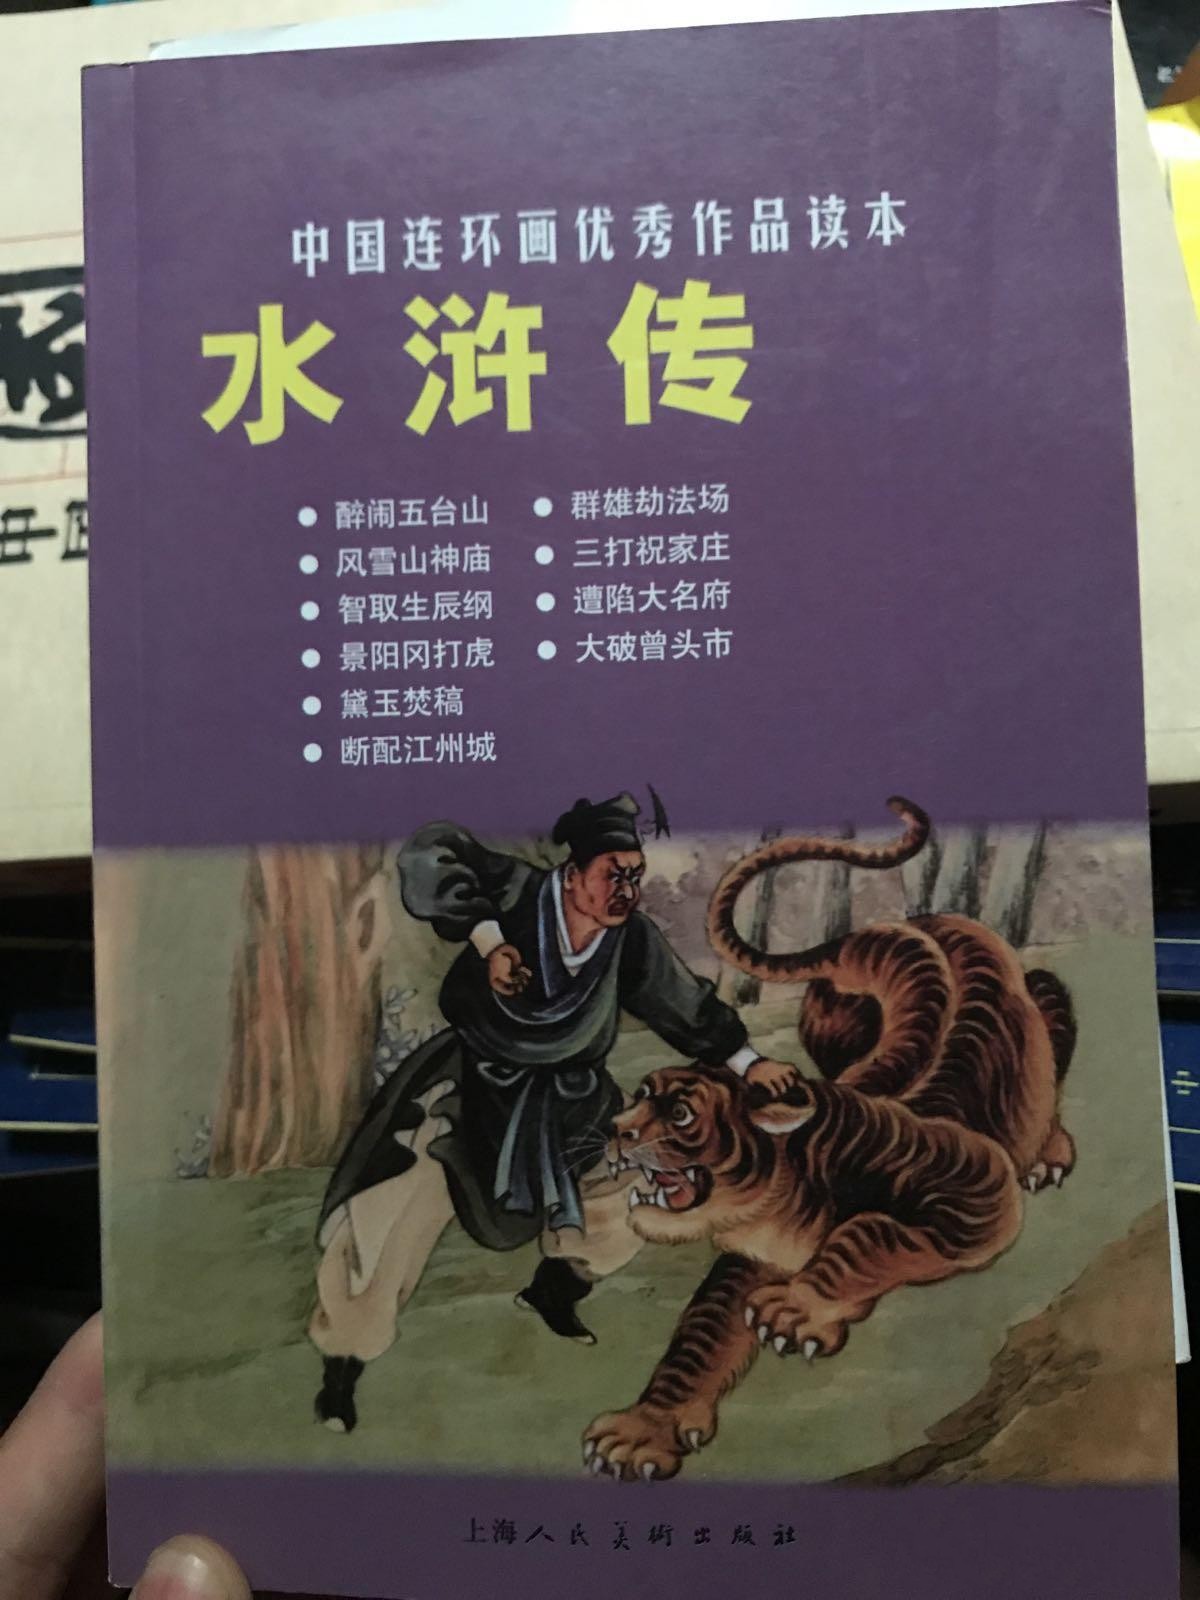 中国连环画优秀作品读本
水浒传
醉闹五台山
风雪山神庙
智取生辰纲
景阳冈打虎
黛玉焚稿
断配江州城
群雄劫法场
三打祝家庄
遭陷大名府
大破曾头市
上海人民美術出版社